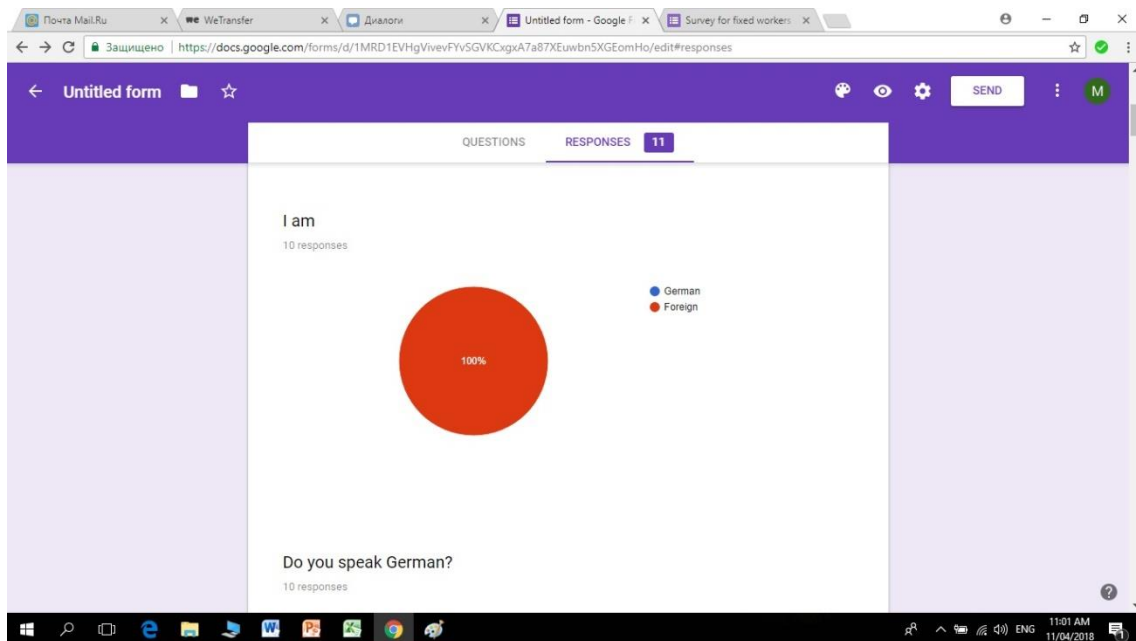 Почта Mail.Ru
we WeTransfer
Диалоги
Untitled form - Google F
Survey for fixed workers
Защищено | https://docs.google.com/forms/d/1MRD1EVHgVivevFYvSGVKCxgxA7a87XEuwbn5XGEomHo/edit#responses
Untitled form
SEND
M
QUESTIONS
RESPONSES 11
I am
10 responses
German
Foreign
100%
Do you speak German?
10 responses
ENG
11:01 AM
11/04/2018